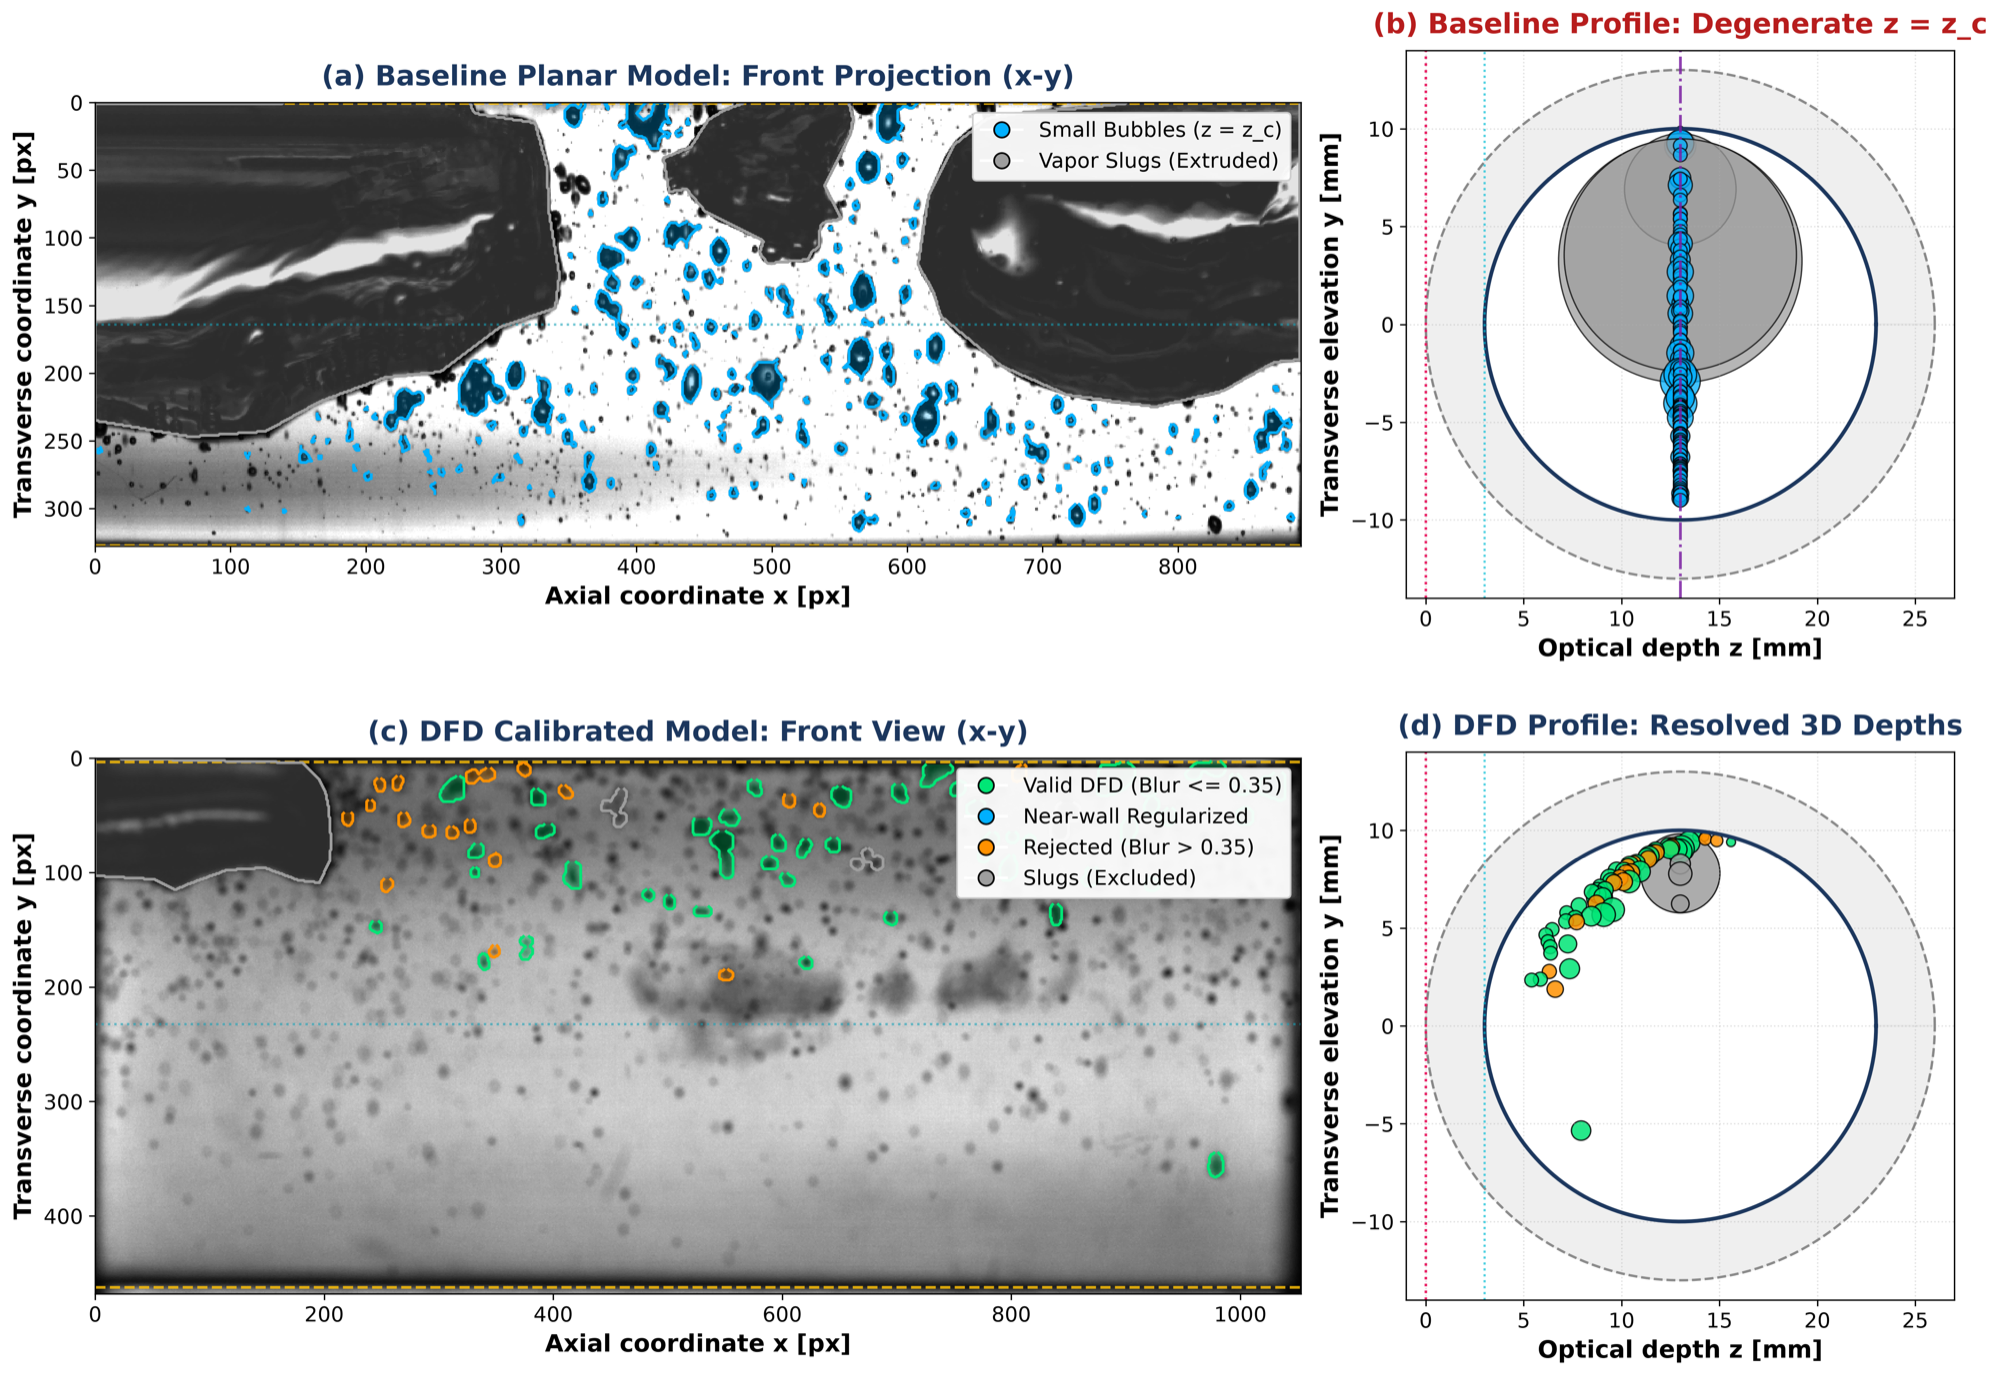 (a) Baseline Planar Model: Front Projection (x-y)
Transverse coordinate y [px]
0
50
100
150
200
250
300
Small Bubbles (z = z_c)
Vapor Slugs (Extruded)
0 100 200 300 400 500 600 700 800
Axial coordinate x [px]
(b) Baseline Profile: Degenerate z = z_c
Transverse elevation y [mm]
10
5
0
−5
−10
0 5 10 15 20 25
Optical depth z [mm]
(c) DFD Calibrated Model: Front View (x-y)
Transverse coordinate y [px]
0
100
200
300
400
Valid DFD (Blur <= 0.35)
Near-wall Regularized
Rejected (Blur > 0.35)
Slugs (Excluded)
0 200 400 600 800 1000
Axial coordinate x [px]
(d) DFD Profile: Resolved 3D Depths
Transverse elevation y [mm]
10
5
0
−5
−10
0 5 10 15 20 25
Optical depth z [mm]